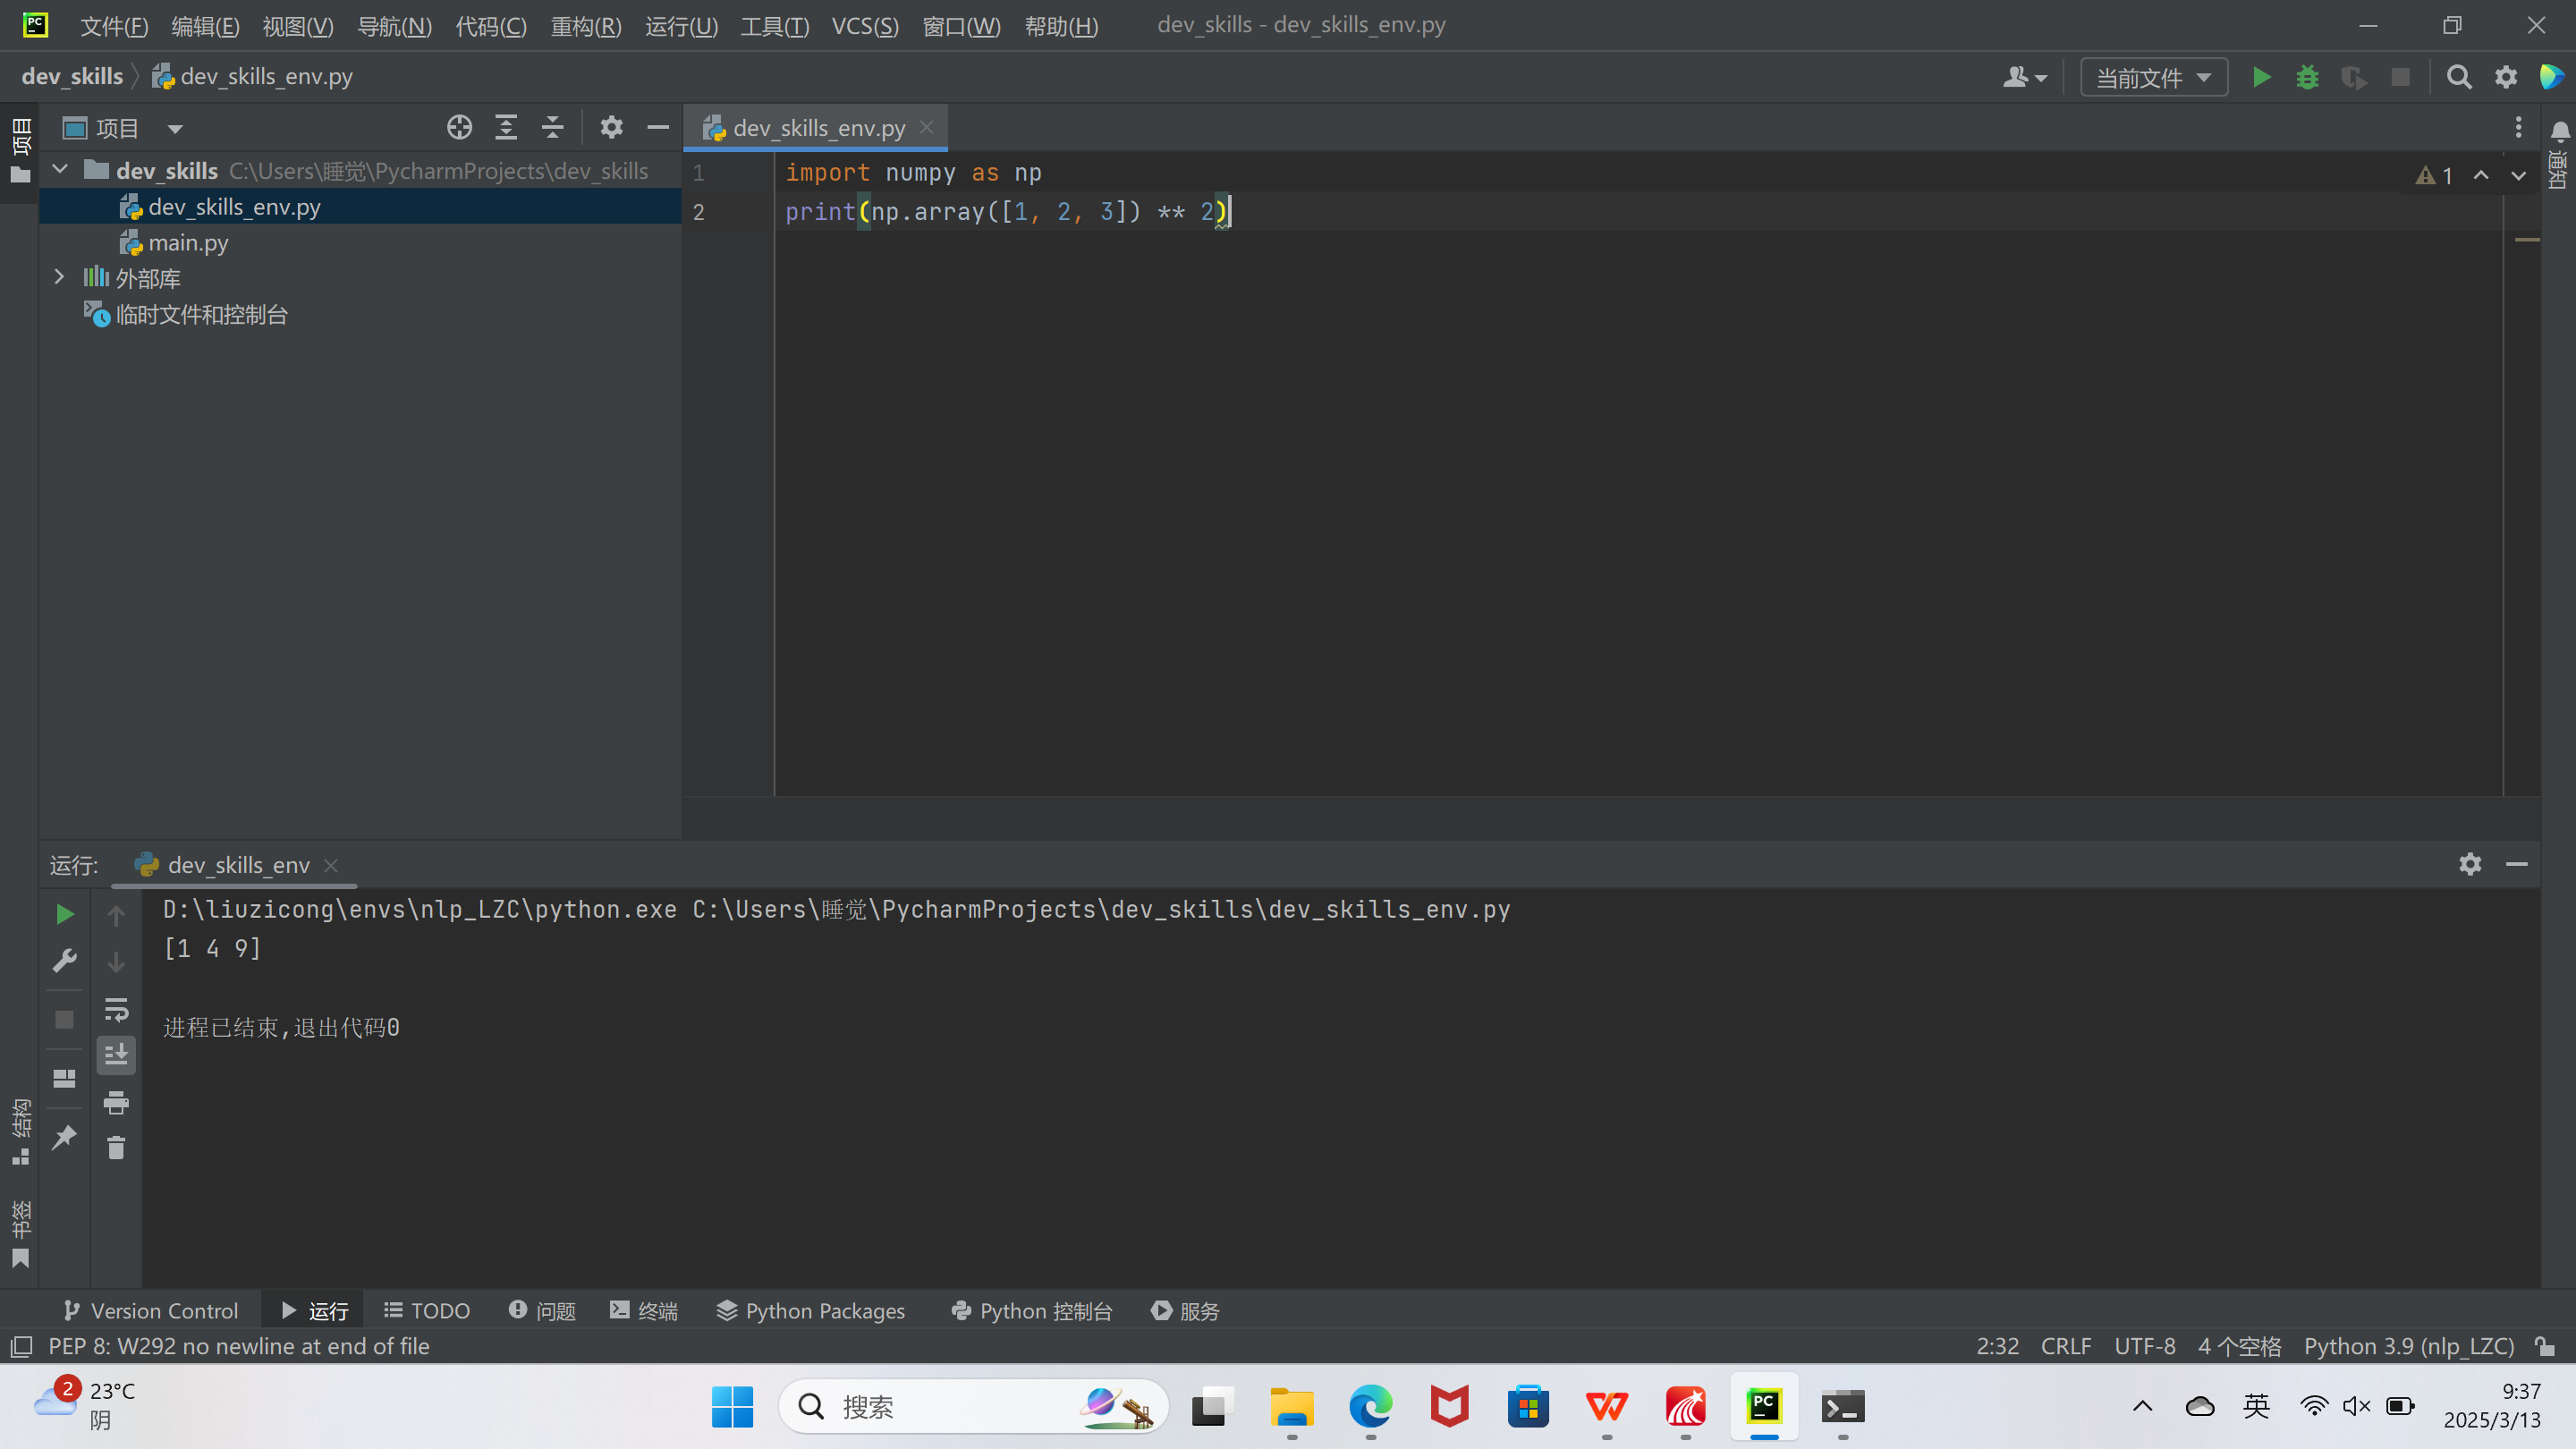 文件(F) 编辑(E) 视图(V) 导航(N) 代码(C) 重构(R) 运行(U) 工具(T) VCS(S) 窗口(W) 帮助(H) dev_skills - dev_skills_env.py
dev_skills dev_skills_env.py 当前文件
项目
项目
dev_skills C:\Users\睡觉\PycharmProjects\dev_skills
dev_skills_env.py
main.py
外部库
临时文件和控制台
dev_skills_env.py
1 import numpy as np
2 print(np.array([1, 2, 3]) ** 2)
1
通知
运行: dev_skills_env
D:\liuzicong\envs\nlp_LZC\python.exe C:\Users\睡觉\PycharmProjects\dev_skills\dev_skills_env.py
[1 4 9]
进程已结束,退出代码0
结构
书签
Version Control 运行 TODO 问题 终端 Python Packages Python 控制台 服务
PEP 8: W292 no newline at end of file 2:32 CRLF UTF-8 4 个空格 Python 3.9 (nlp_LZC)
2 23°C
阴
搜索
英
9:37
2025/3/13